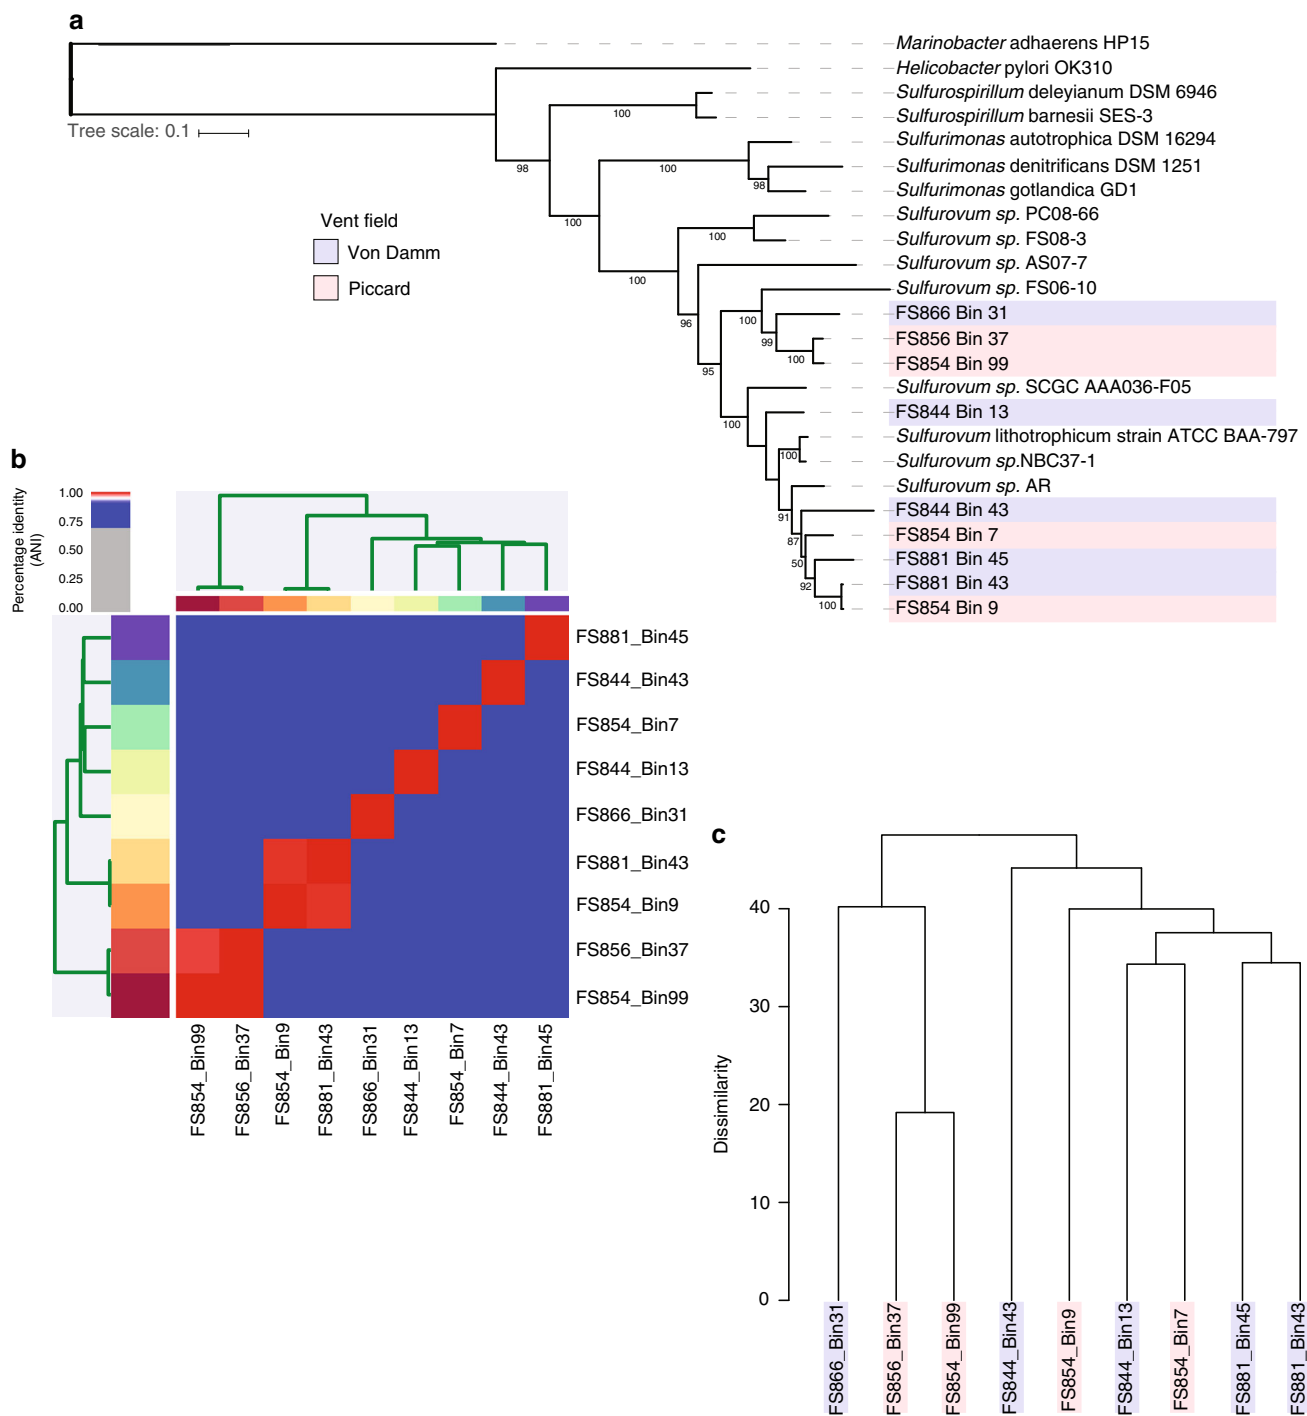 a
Marinobacter adhaerens HP15
Helicobacter pylori OK310
Sulfurospirillum deleyianum DSM 6946
100
Sulfurospirillum barnesii SES-3
Tree scale: 0.1
Sulfurimonas autotrophica DSM 16294
98
100
Sulfurimonas denitrificans DSM 1251
98
Sulfurimonas gotlandica GD1
Vent field
Von Damm
Piccard
100
Sulfurovum sp. PC08-66
100
Sulfurovum sp. FS08-3
Sulfurovum sp. AS07-7
100
Sulfurovum sp. FS06-10
96
100
FS866 Bin 31
99
FS856 Bin 37
100
FS854 Bin 99
95
Sulfurovum sp. SCGC AAA036-F05
FS844 Bin 13
100
Sulfurovum lithotrophicum strain ATCC BAA-797
100
Sulfurovum sp.NBC37-1
Sulfurovum sp. AR
FS844 Bin 43
91
FS854 Bin 7
87
FS881 Bin 45
50
FS881 Bin 43
92
100
FS854 Bin 9
b
Percentage identity
(ANI)
1.00
0.75
0.50
0.25
0.00
FS881_Bin45
FS844_Bin43
FS854_Bin7
FS844_Bin13
FS866_Bin31
FS881_Bin43
FS854_Bin9
FS856_Bin37
FS854_Bin99
FS854_Bin99
FS856_Bin37
FS854_Bin9
FS881_Bin43
FS866_Bin31
FS844_Bin13
FS854_Bin7
FS844_Bin43
FS881_Bin45
c
Dissimilarity
40
30
20
10
0
FS866_Bin31
FS856_Bin37
FS854_Bin99
FS844_Bin43
FS854_Bin9
FS844_Bin13
FS854_Bin7
FS881_Bin45
FS881_Bin43